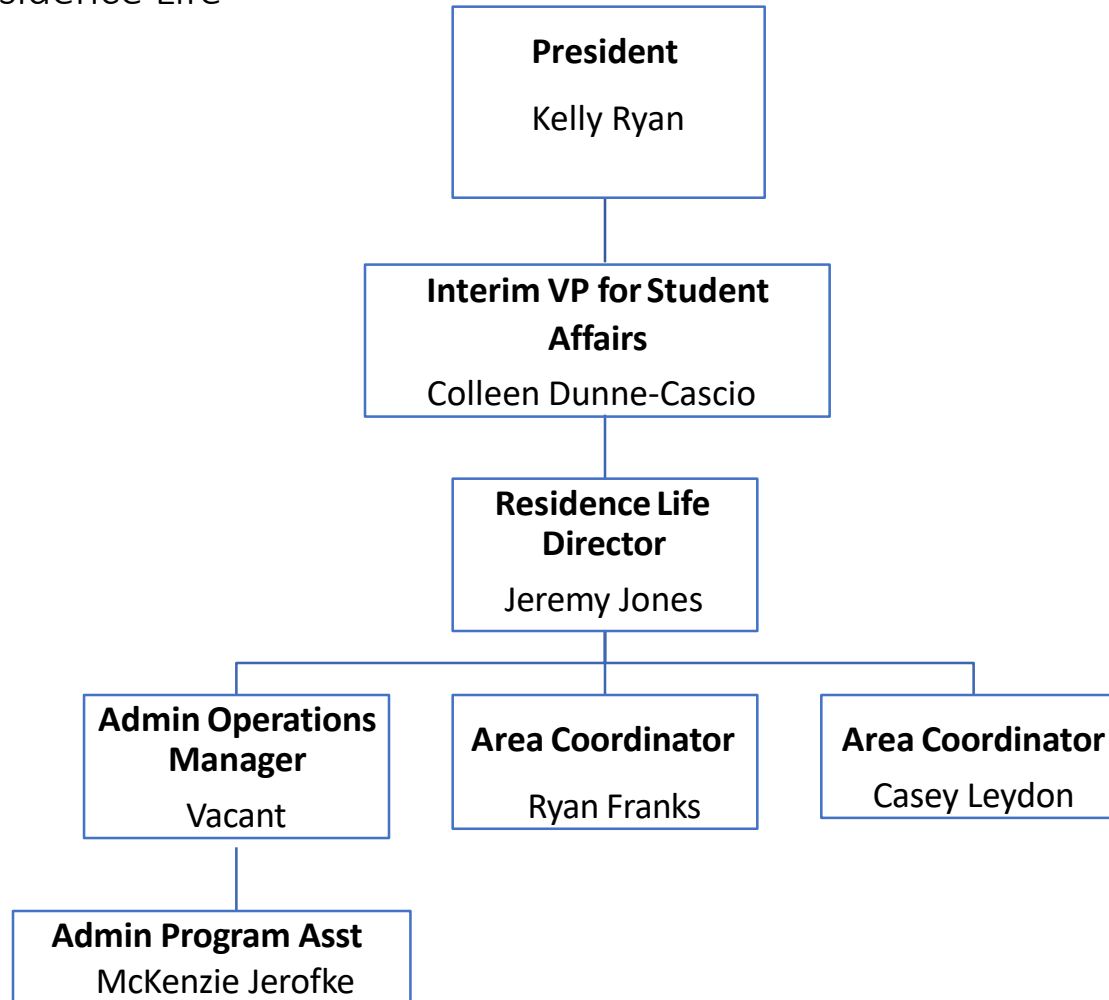 Life
President
Kelly Ryan
Interim VP for Student
Affairs
Colleen Dunne-Cascio
Residence Life
Director
Jeremy Jones
Admin Operations
Manager
Vacant
Area Coordinator
Ryan Franks
Area Coordinator
Casey Leydon
Admin Program Asst
McKenzie Jerofke